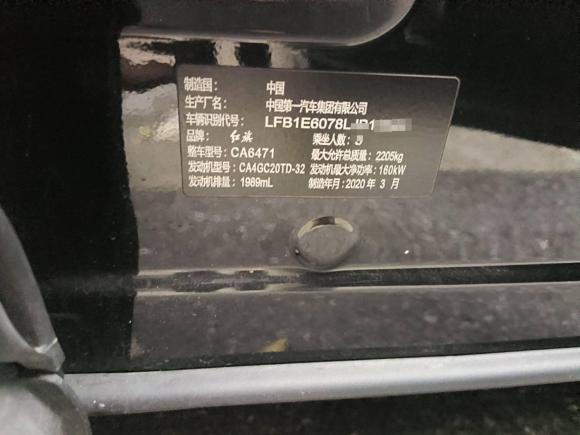 制造国： 中国
生产厂名： 中国第一汽车集团有限公司
车辆识别代号： LFB1E6078L
品牌： 红旗 乘坐人数：
整车型号：CA6471 最大允许总质量：2205kg
发动机型号：CA4GC20TD-32 发动机最大净功率：160kW
发动机排量：1989mL 制造年月：2020 年 3 月